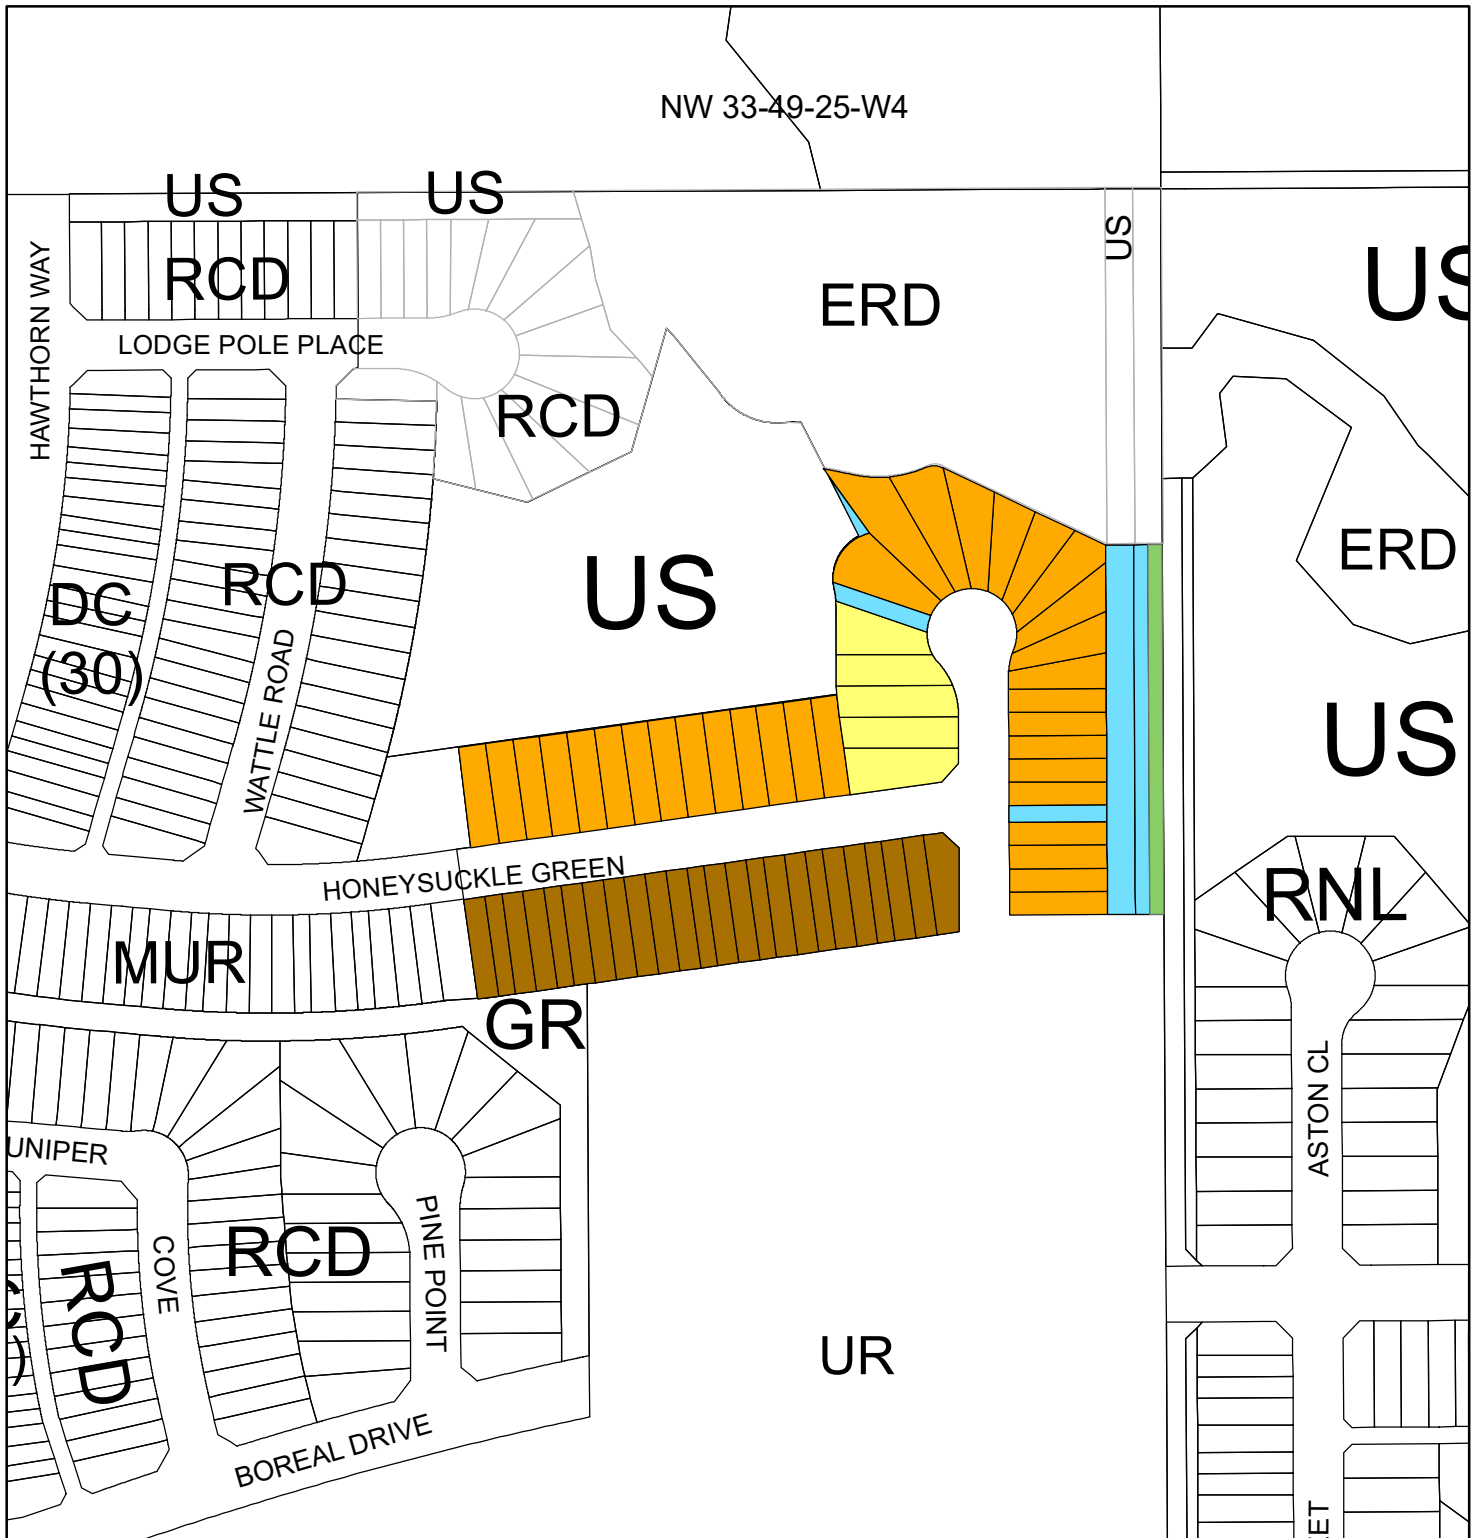 NW 33-49-25-W4
US
US
US
HAWTHORN WAY
RCD
ERD
US
LODGE POLE PLACE
RCD
ERD
US
RCD
DC
(30)
WATTLE ROAD
US
HONEYSUCKLE GREEN
RNL
MUR
GR
ASTON CL
UNIPER
PINE POINT
COVE
RCD
RCD
)
UR
BOREAL DRIVE
EET